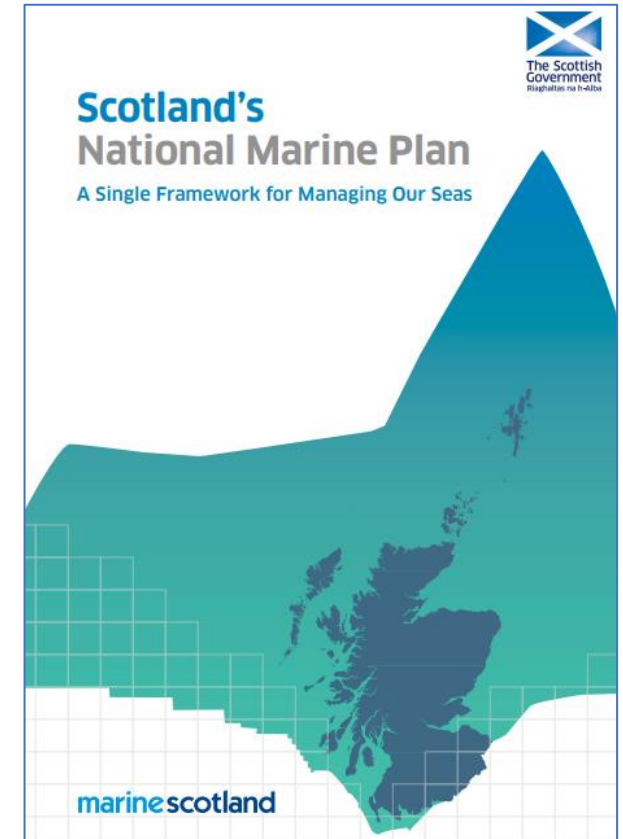 The Scottish
Government
Riaghaltas na h-Alba
Scotland's
National Marine Plan
A Single Framework for Managing Our Seas
marinescotland